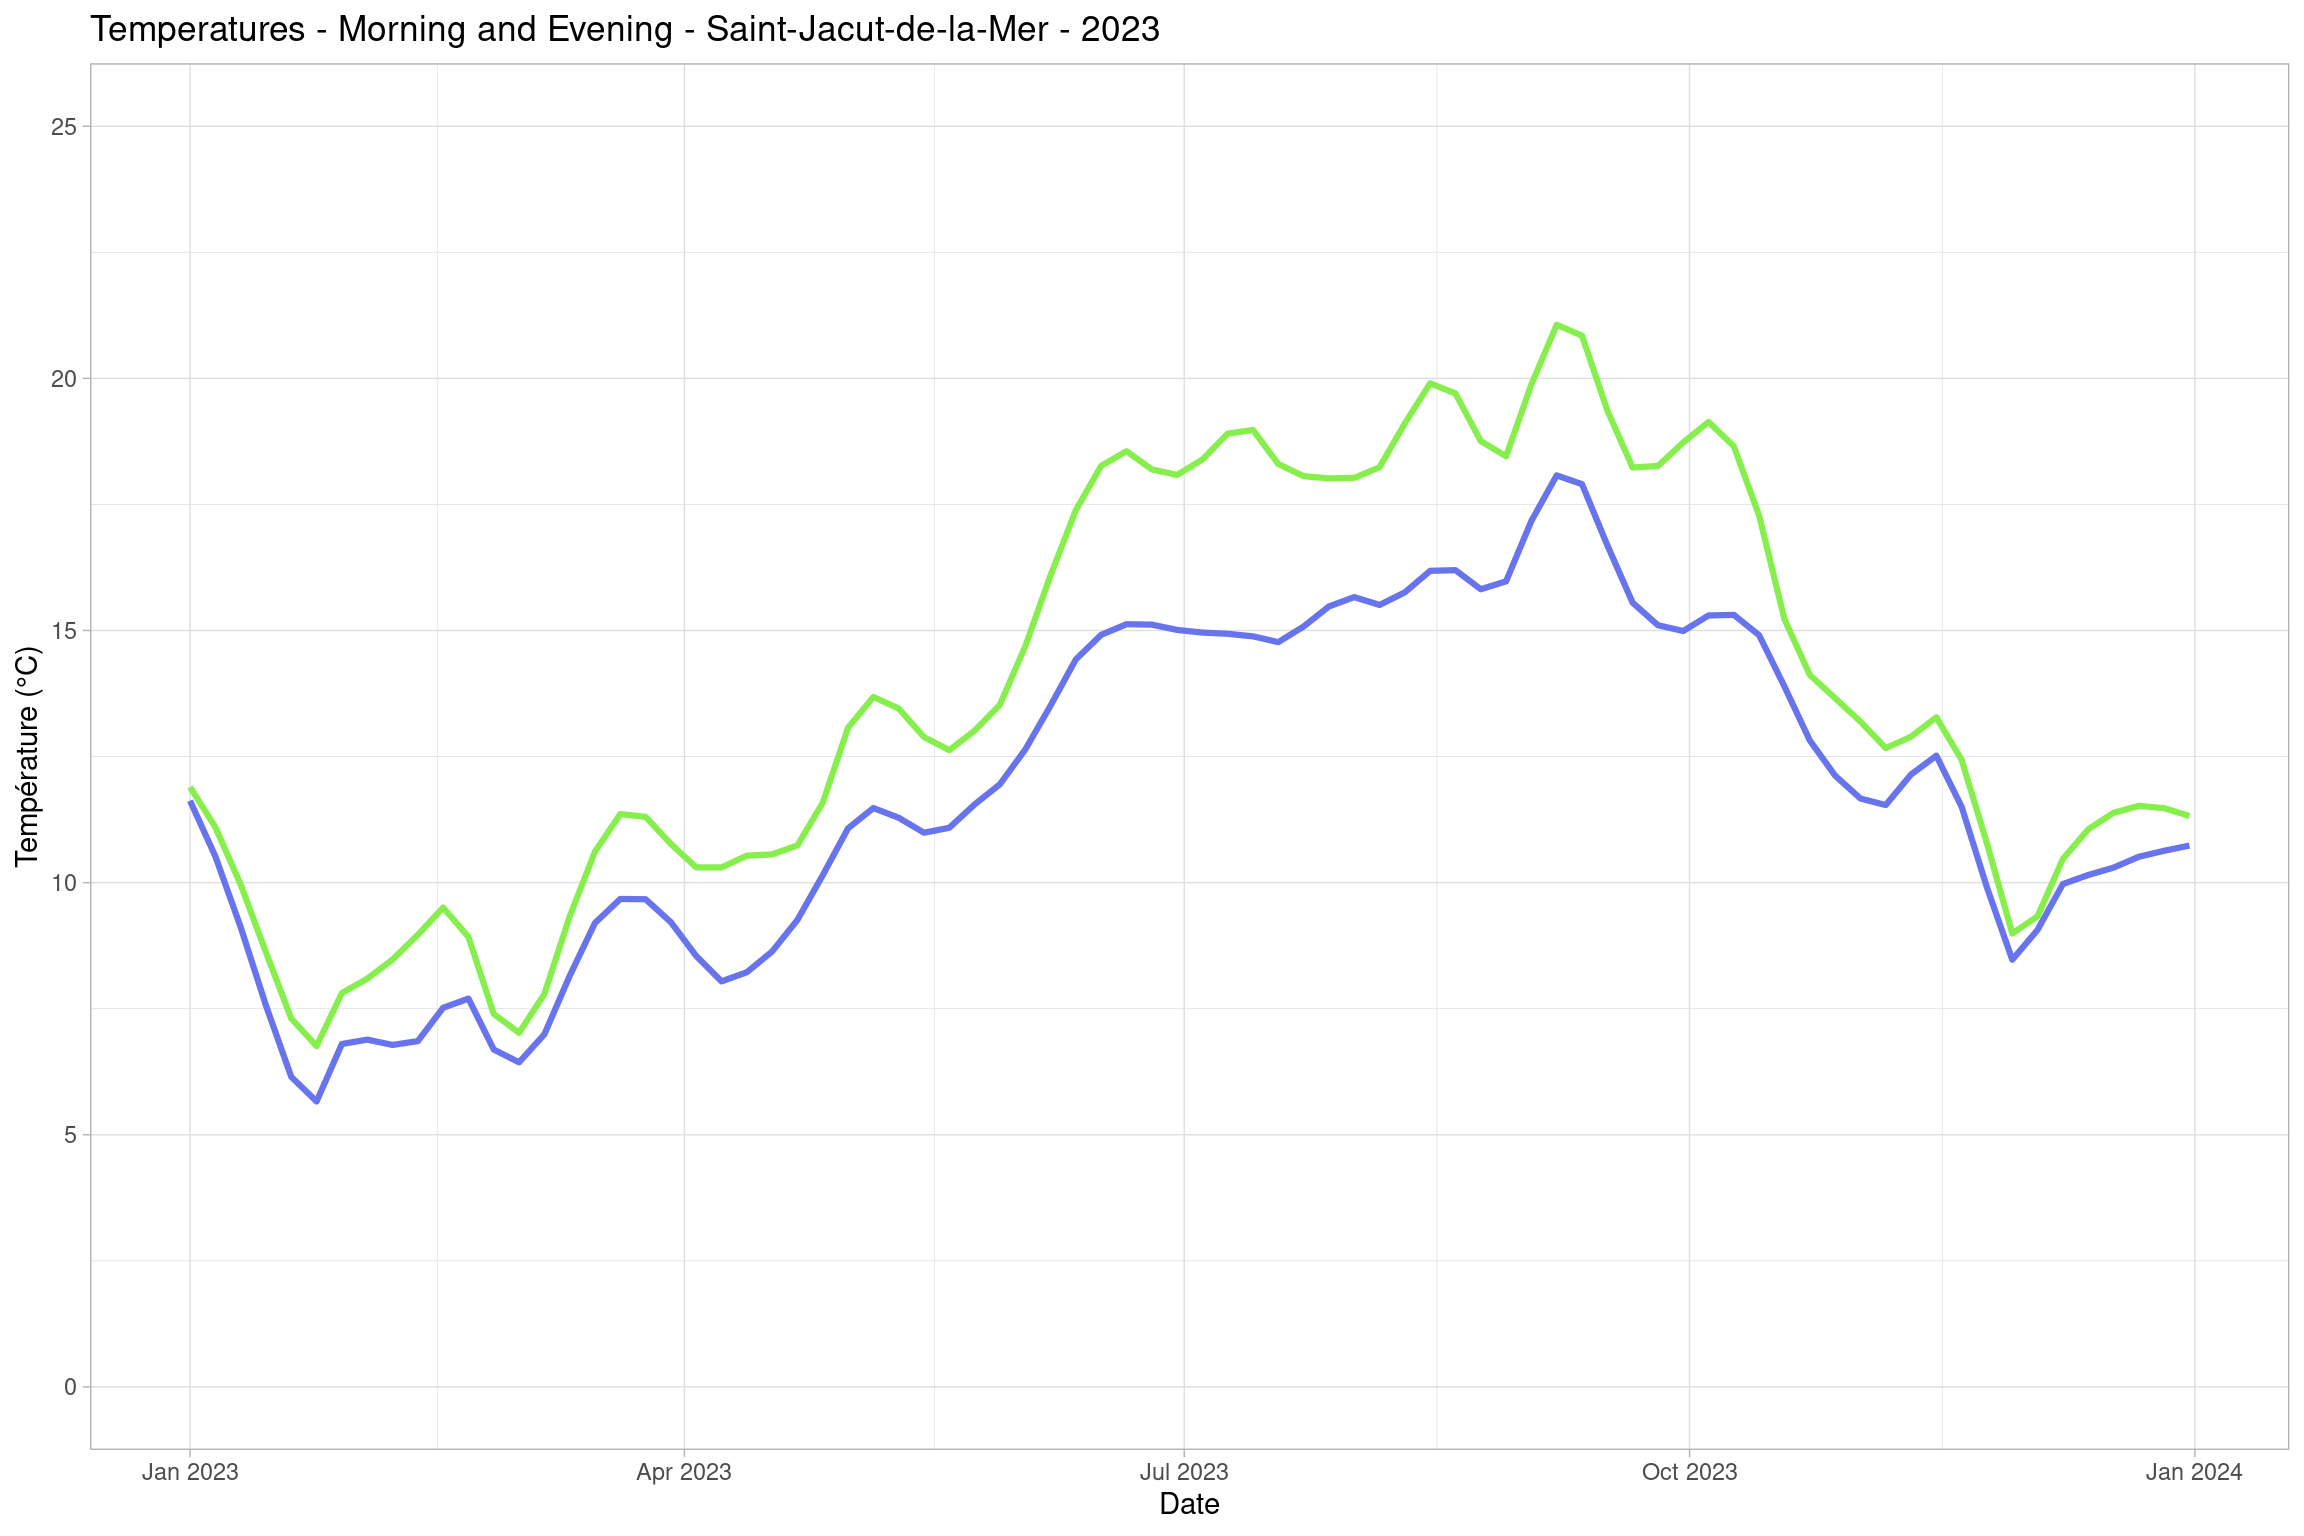 Temperatures - Morning and Evening - Saint-Jacut-de-la-Mer - 2023
Température (°C)
25
20
15
10
5
0
Jan 2023
Apr 2023
Jul 2023
Oct 2023
Jan 2024
Date